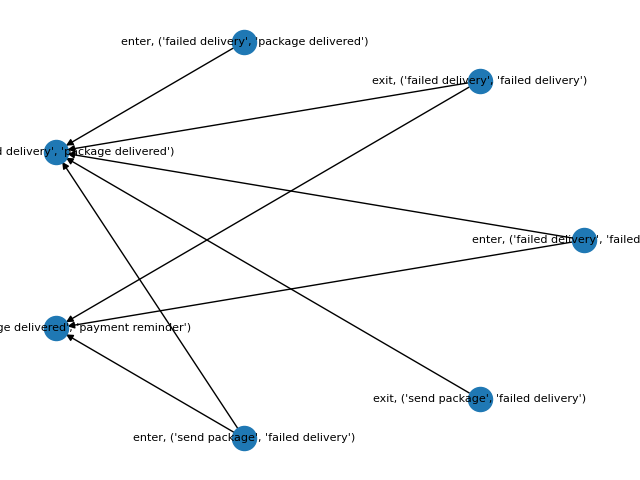 enter, ('failed delivery', 'package delivered')
exit, ('failed delivery', 'failed delivery')
delivery', 'package delivered')
enter, ('failed delivery', 'failed
delivered', 'payment reminder')
exit, ('send package', 'failed delivery')
enter, ('send package', 'failed delivery')